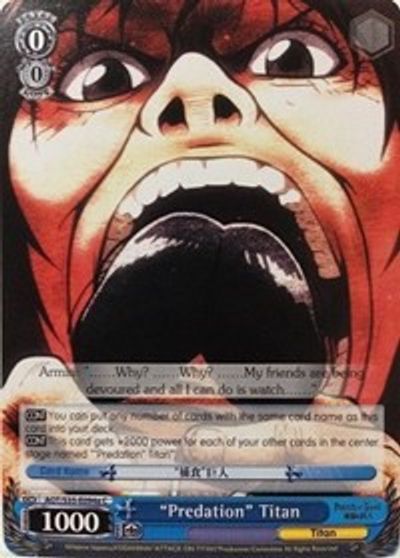 0
0
Armin "......Why? ......Why? ......My friends are being
devoured and all I can do is watch......"
CONT You can put any number of cards with the same card name as this
card into your deck.
CONT This card gets +2000 power for each of your other cards in the center
stage named ""Predation" Titan".
Card Name "捕食"巨人
1000
"Predation" Titan
Titan